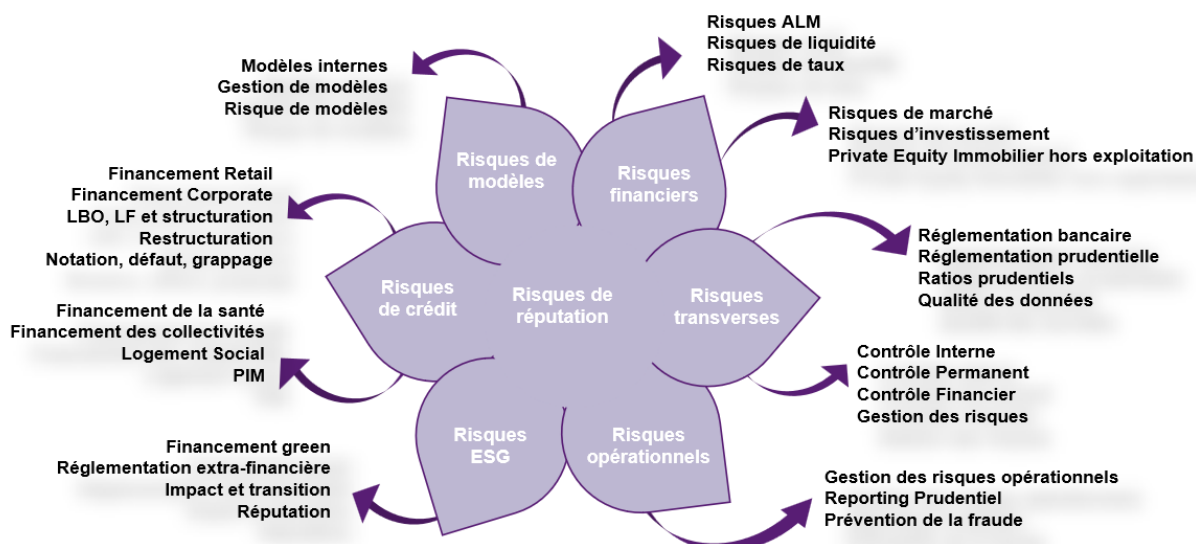 Risques ALM
Risques de liquidité
Risques de taux
Modèles internes
Gestion de modèles
Risque de modèles
Risques de marché
Risques d'investissement
Private Equity Immobilier hors exploitation
Risques de
modèles
Risques
financiers
Financement Retail
Financement Corporate
LBO, LF et structuration
Restructuration
Notation, défaut, grappage
Réglementation bancaire
Réglementation prudentielle
Ratios prudentiels
Qualité des données
Risques
de crédit
Risques de
réputation
Risques
transverses
Financement de la santé
Financement des collectivités
Logement Social
PIM
Contrôle Interne
Contrôle Permanent
Contrôle Financier
Gestion des risques
Risques
ESG
Risques
opérationnels
Financement green
Réglementation extra-financière
Impact et transition
Réputation
Gestion des risques opérationnels
Reporting Prudentiel
Prévention de la fraude